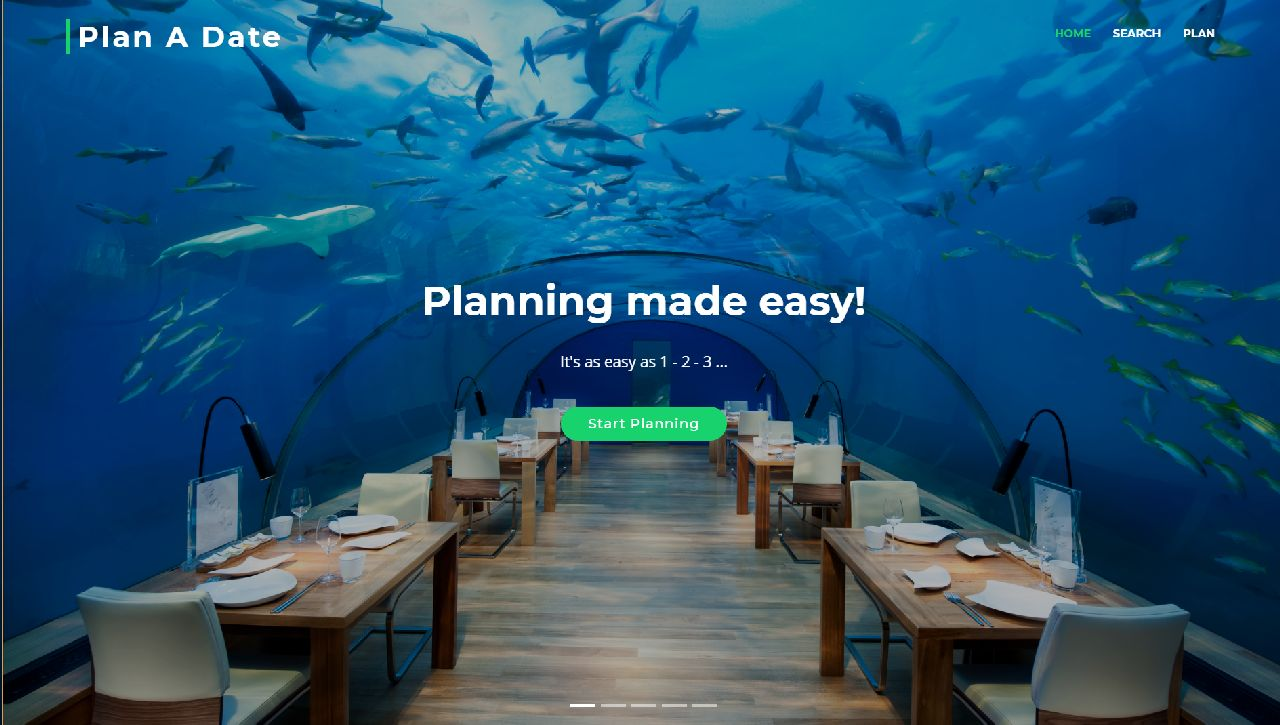 Plan A Date
HOME SEARCH PLAN
Planning made easy!
It's as easy as 1 - 2 - 3 ...
Start Planning